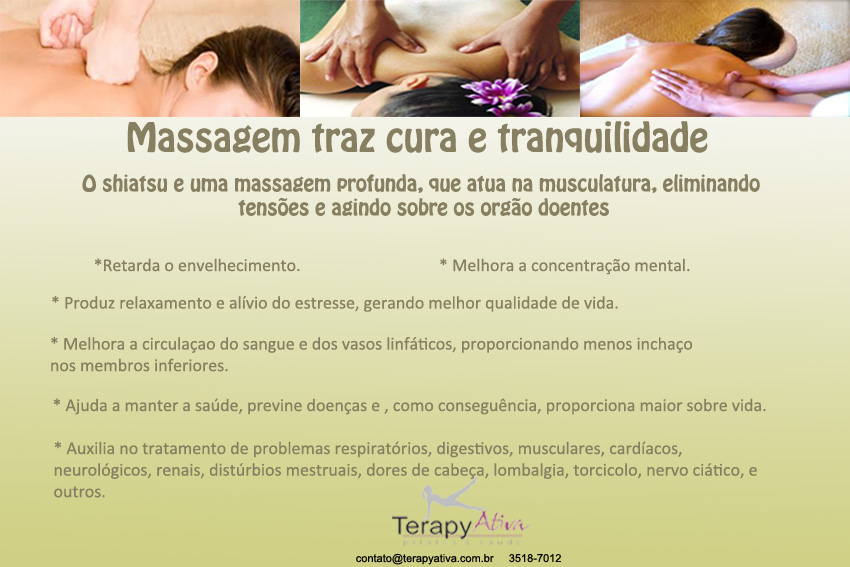 Massagem traz cura e tranquilidade
O shiatsu e uma massagem profunda, que atua na musculatura, eliminando
tensões e agindo sobre os orgão doentes
*Retarda o envelhecimento.
* Melhora a concentração mental.
* Produz relaxamento e alívio do estresse, gerando melhor qualidade de vida.
* Melhora a circulaçao do sangue e dos vasos linfáticos, proporcionando menos inchaço
nos membros inferiores.
* Ajuda a manter a saúde, previne doenças e , como conseguência, proporciona maior sobre vida.
* Auxilia no tratamento de problemas respiratórios, digestivos, musculares, cardíacos,
neurológicos, renais, distúrbios mestruais, dores de cabeça, lombalgia, torcicolo, nervo ciático, e
outros.
Terapy Ativa
contato@terapyativa.com.br 3518-7012